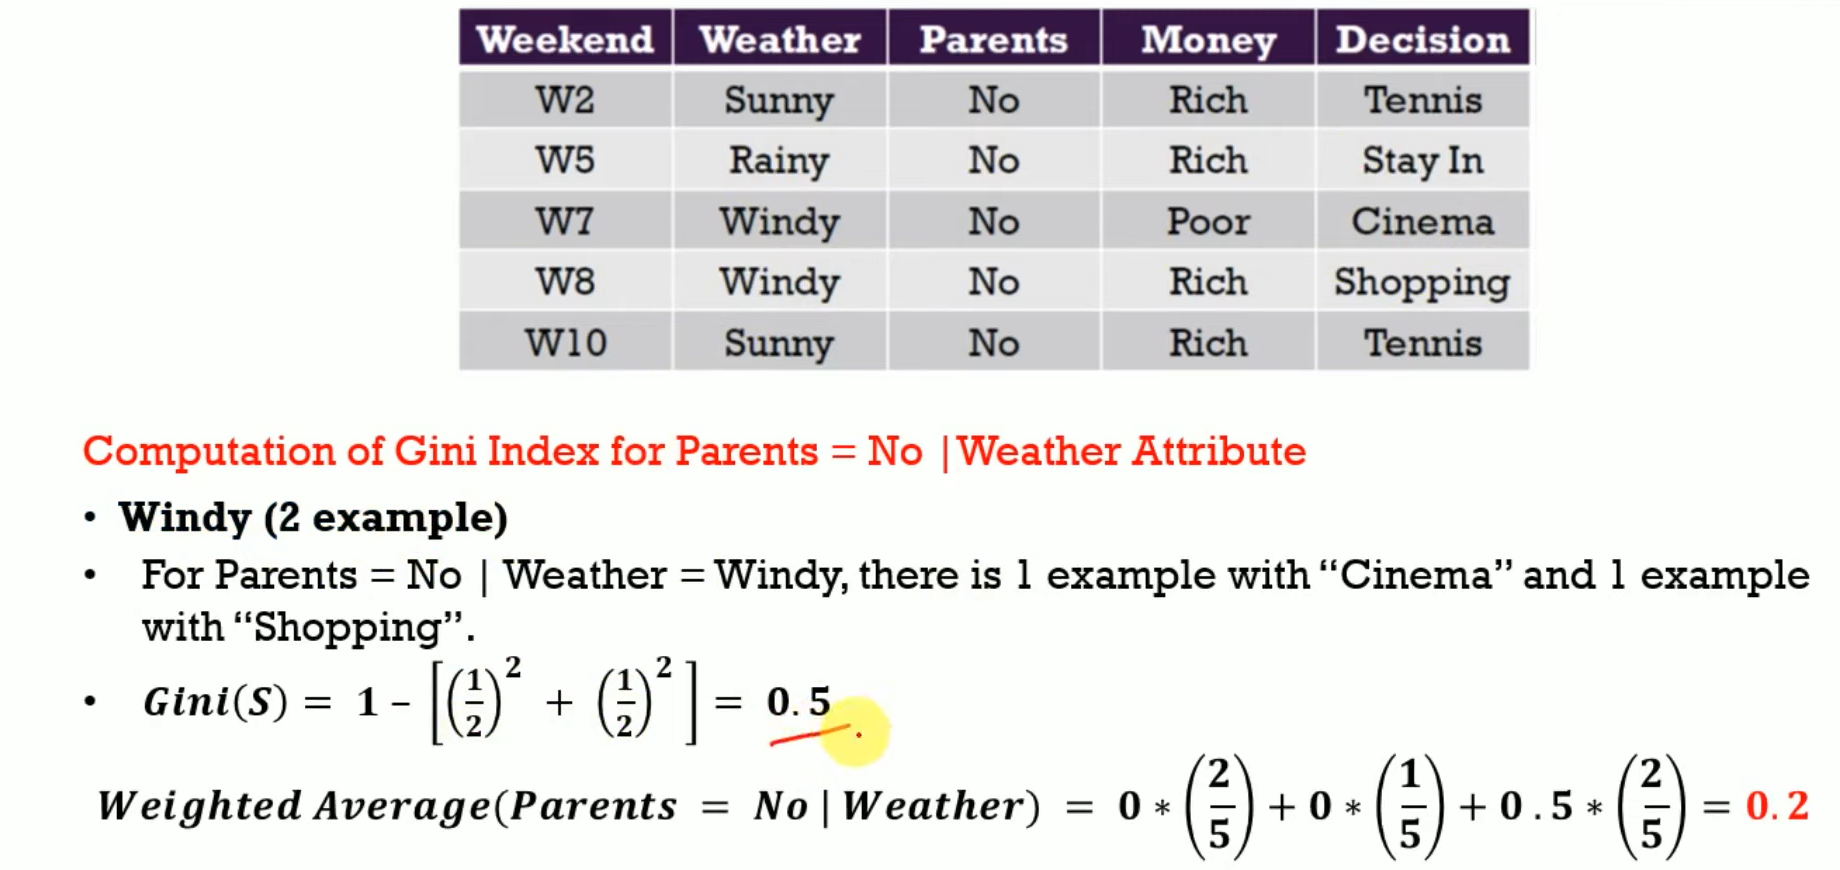 Weekend Weather Parents Money Decision
W2 Sunny No Rich Tennis
W5 Rainy No Rich Stay In
W7 Windy No Poor Cinema
W8 Windy No Rich Shopping
W10 Sunny No Rich Tennis
Computation of Gini Index for Parents = No | Weather Attribute
• Windy (2 example)
• For Parents = No | Weather = Windy, there is 1 example with “Cinema” and 1 example
with “Shopping”.
• Gini(S) = 1 – [(1/2)² + (1/2)²] = 0.5
Weighted Average(Parents = No | Weather) = 0 * (2/5) + 0 * (1/5) + 0.5 * (2/5) = 0.2